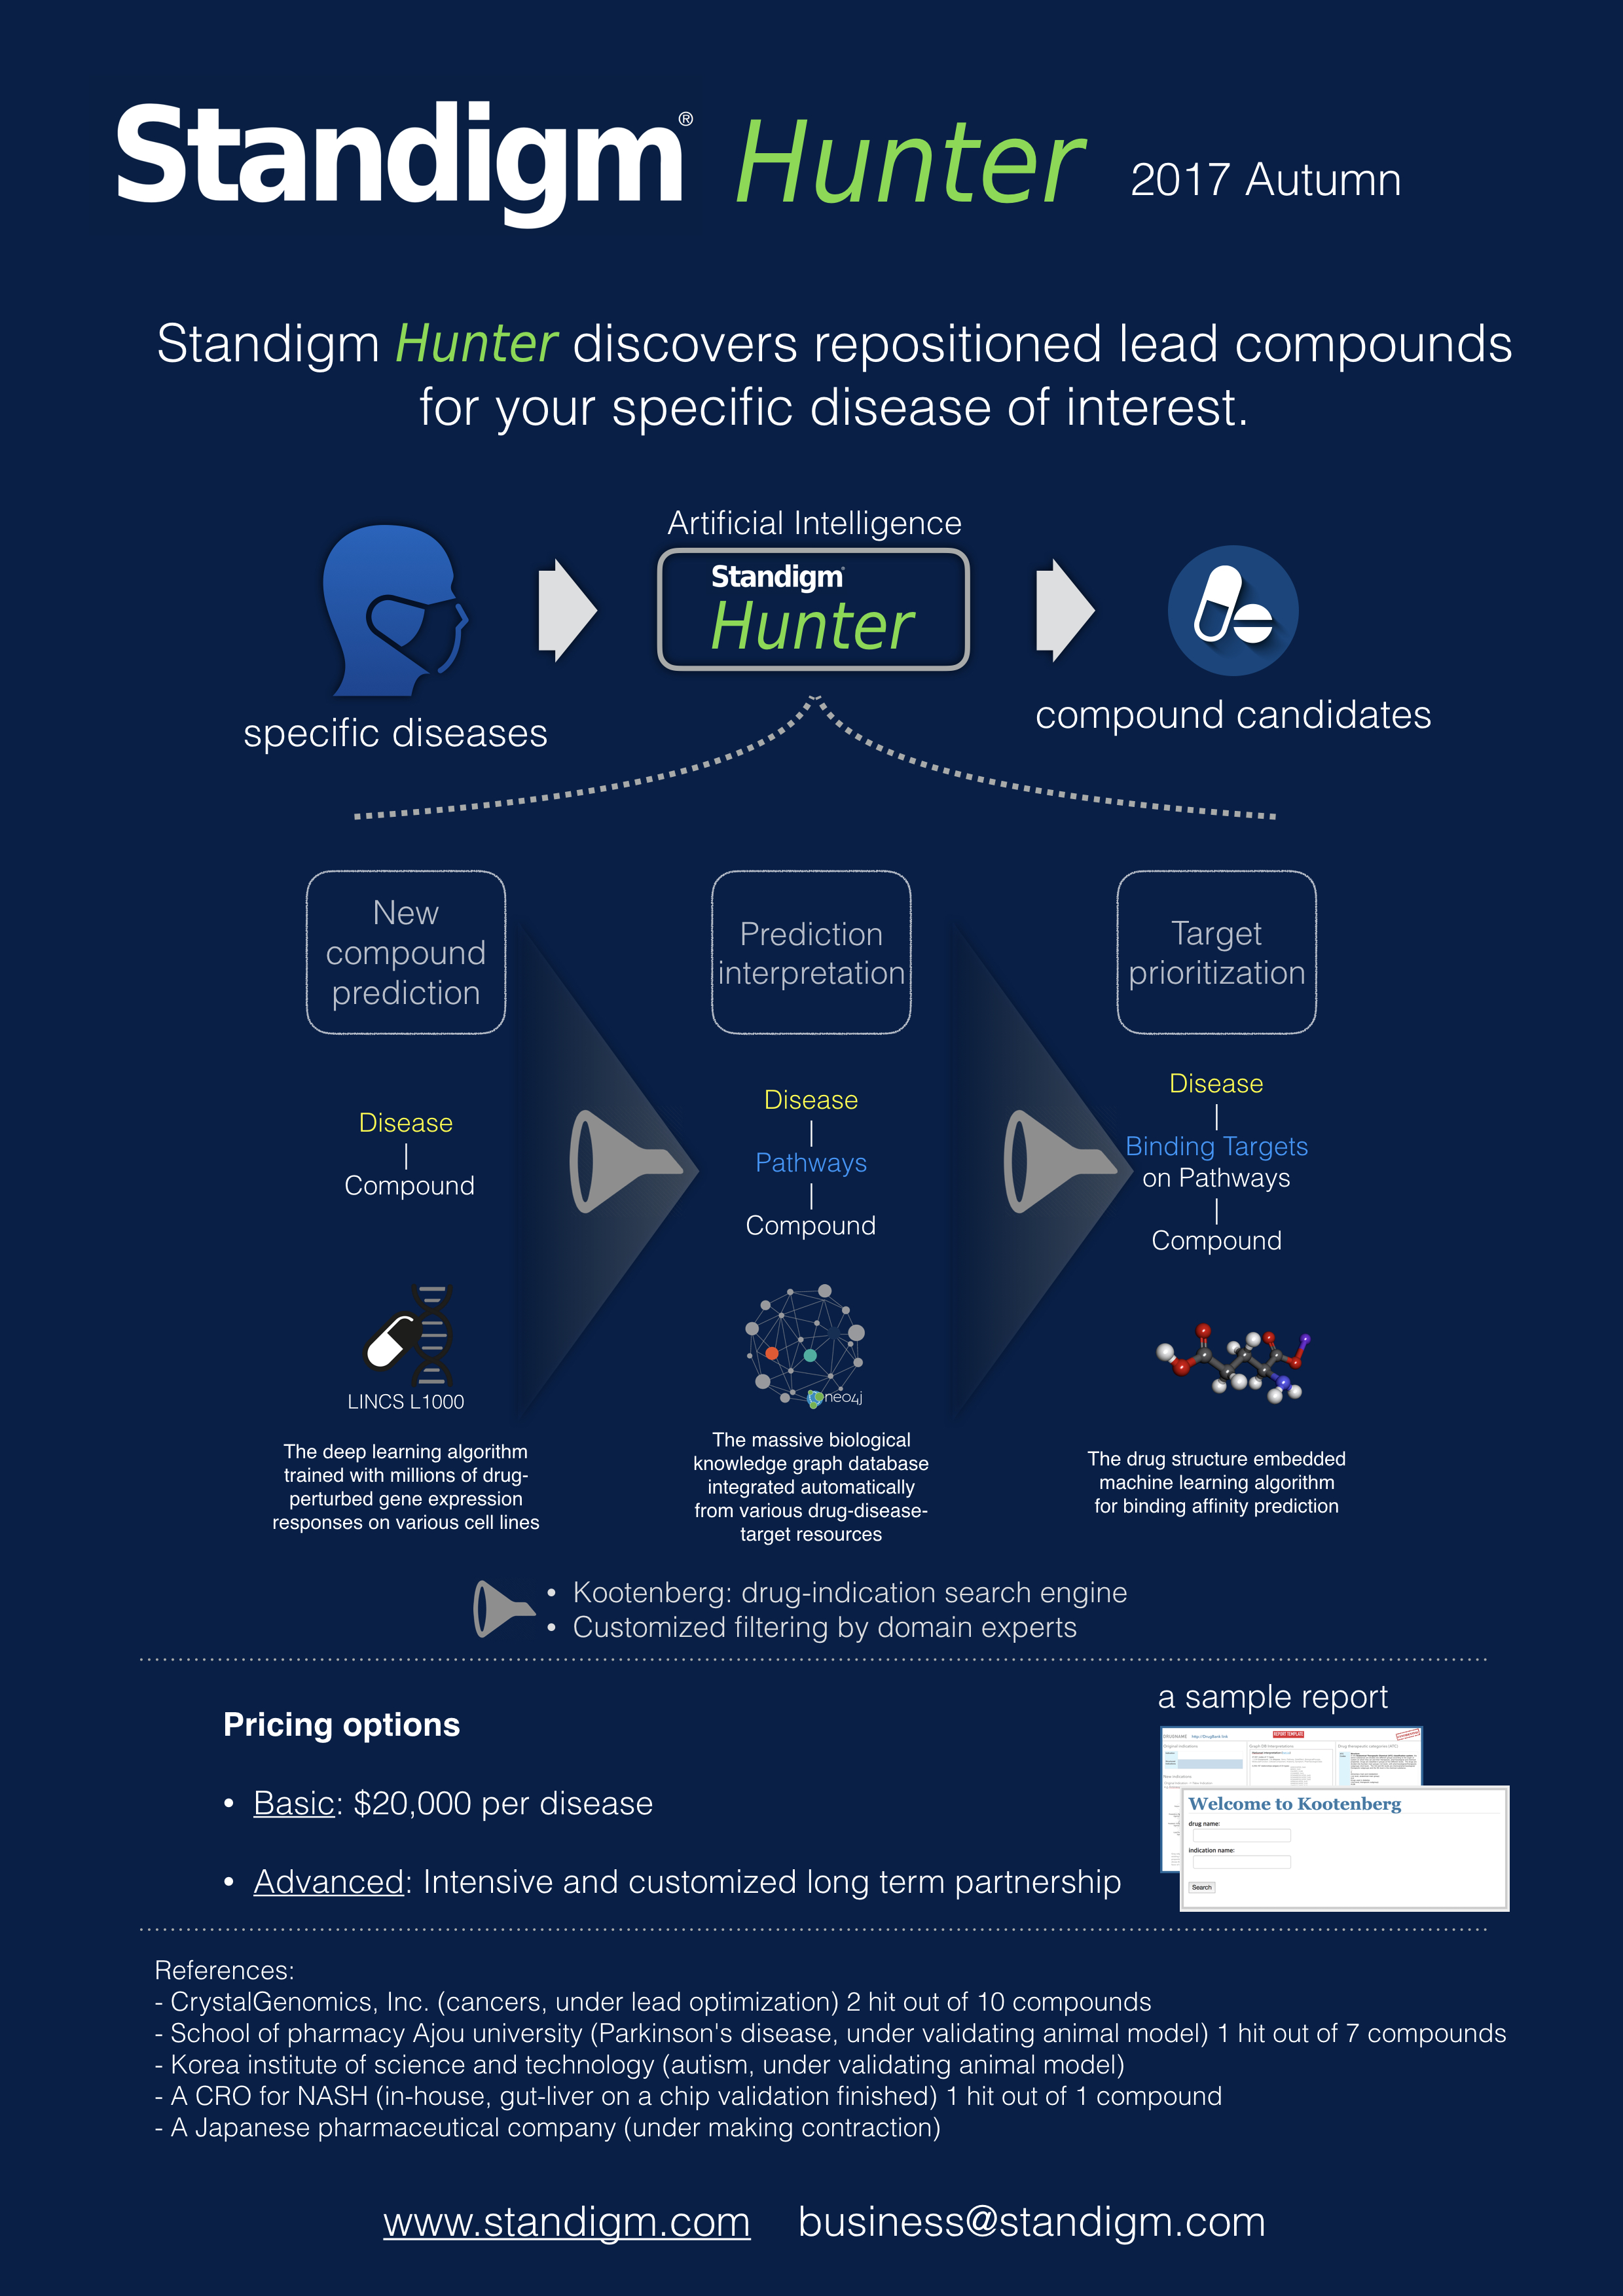 Standigm® Hunter 2017 Autumn
Standigm Hunter discovers repositioned lead compounds
for your specific disease of interest.
Artificial Intelligence
Standigm
Hunter
specific diseases
compound candidates
New
compound
prediction
Prediction
interpretation
Target
prioritization
Disease
Compound
Disease
Pathways
Compound
Disease
Binding Targets
on Pathways
Compound
LINCS L1000
neo4j
The deep learning algorithm
trained with millions of drug-
perturbed gene expression
responses on various cell lines
The massive biological
knowledge graph database
integrated automatically
from various drug-disease-
target resources
The drug structure embedded
machine learning algorithm
for binding affinity prediction
• Kootenberg: drug-indication search engine
• Customized filtering by domain experts
Pricing options
• Basic: $20,000 per disease
• Advanced: Intensive and customized long term partnership
a sample report
REPORT TEMPLATE
Welcome to Kootenberg
drug name:
indication name:
Search
References:
- CrystalGenomics, Inc. (cancers, under lead optimization) 2 hit out of 10 compounds
- School of pharmacy Ajou university (Parkinson's disease, under validating animal model) 1 hit out of 7 compounds
- Korea institute of science and technology (autism, under validating animal model)
- A CRO for NASH (in-house, gut-liver on a chip validation finished) 1 hit out of 1 compound
- A Japanese pharmaceutical company (under making contraction)
www.standigm.com business@standigm.com